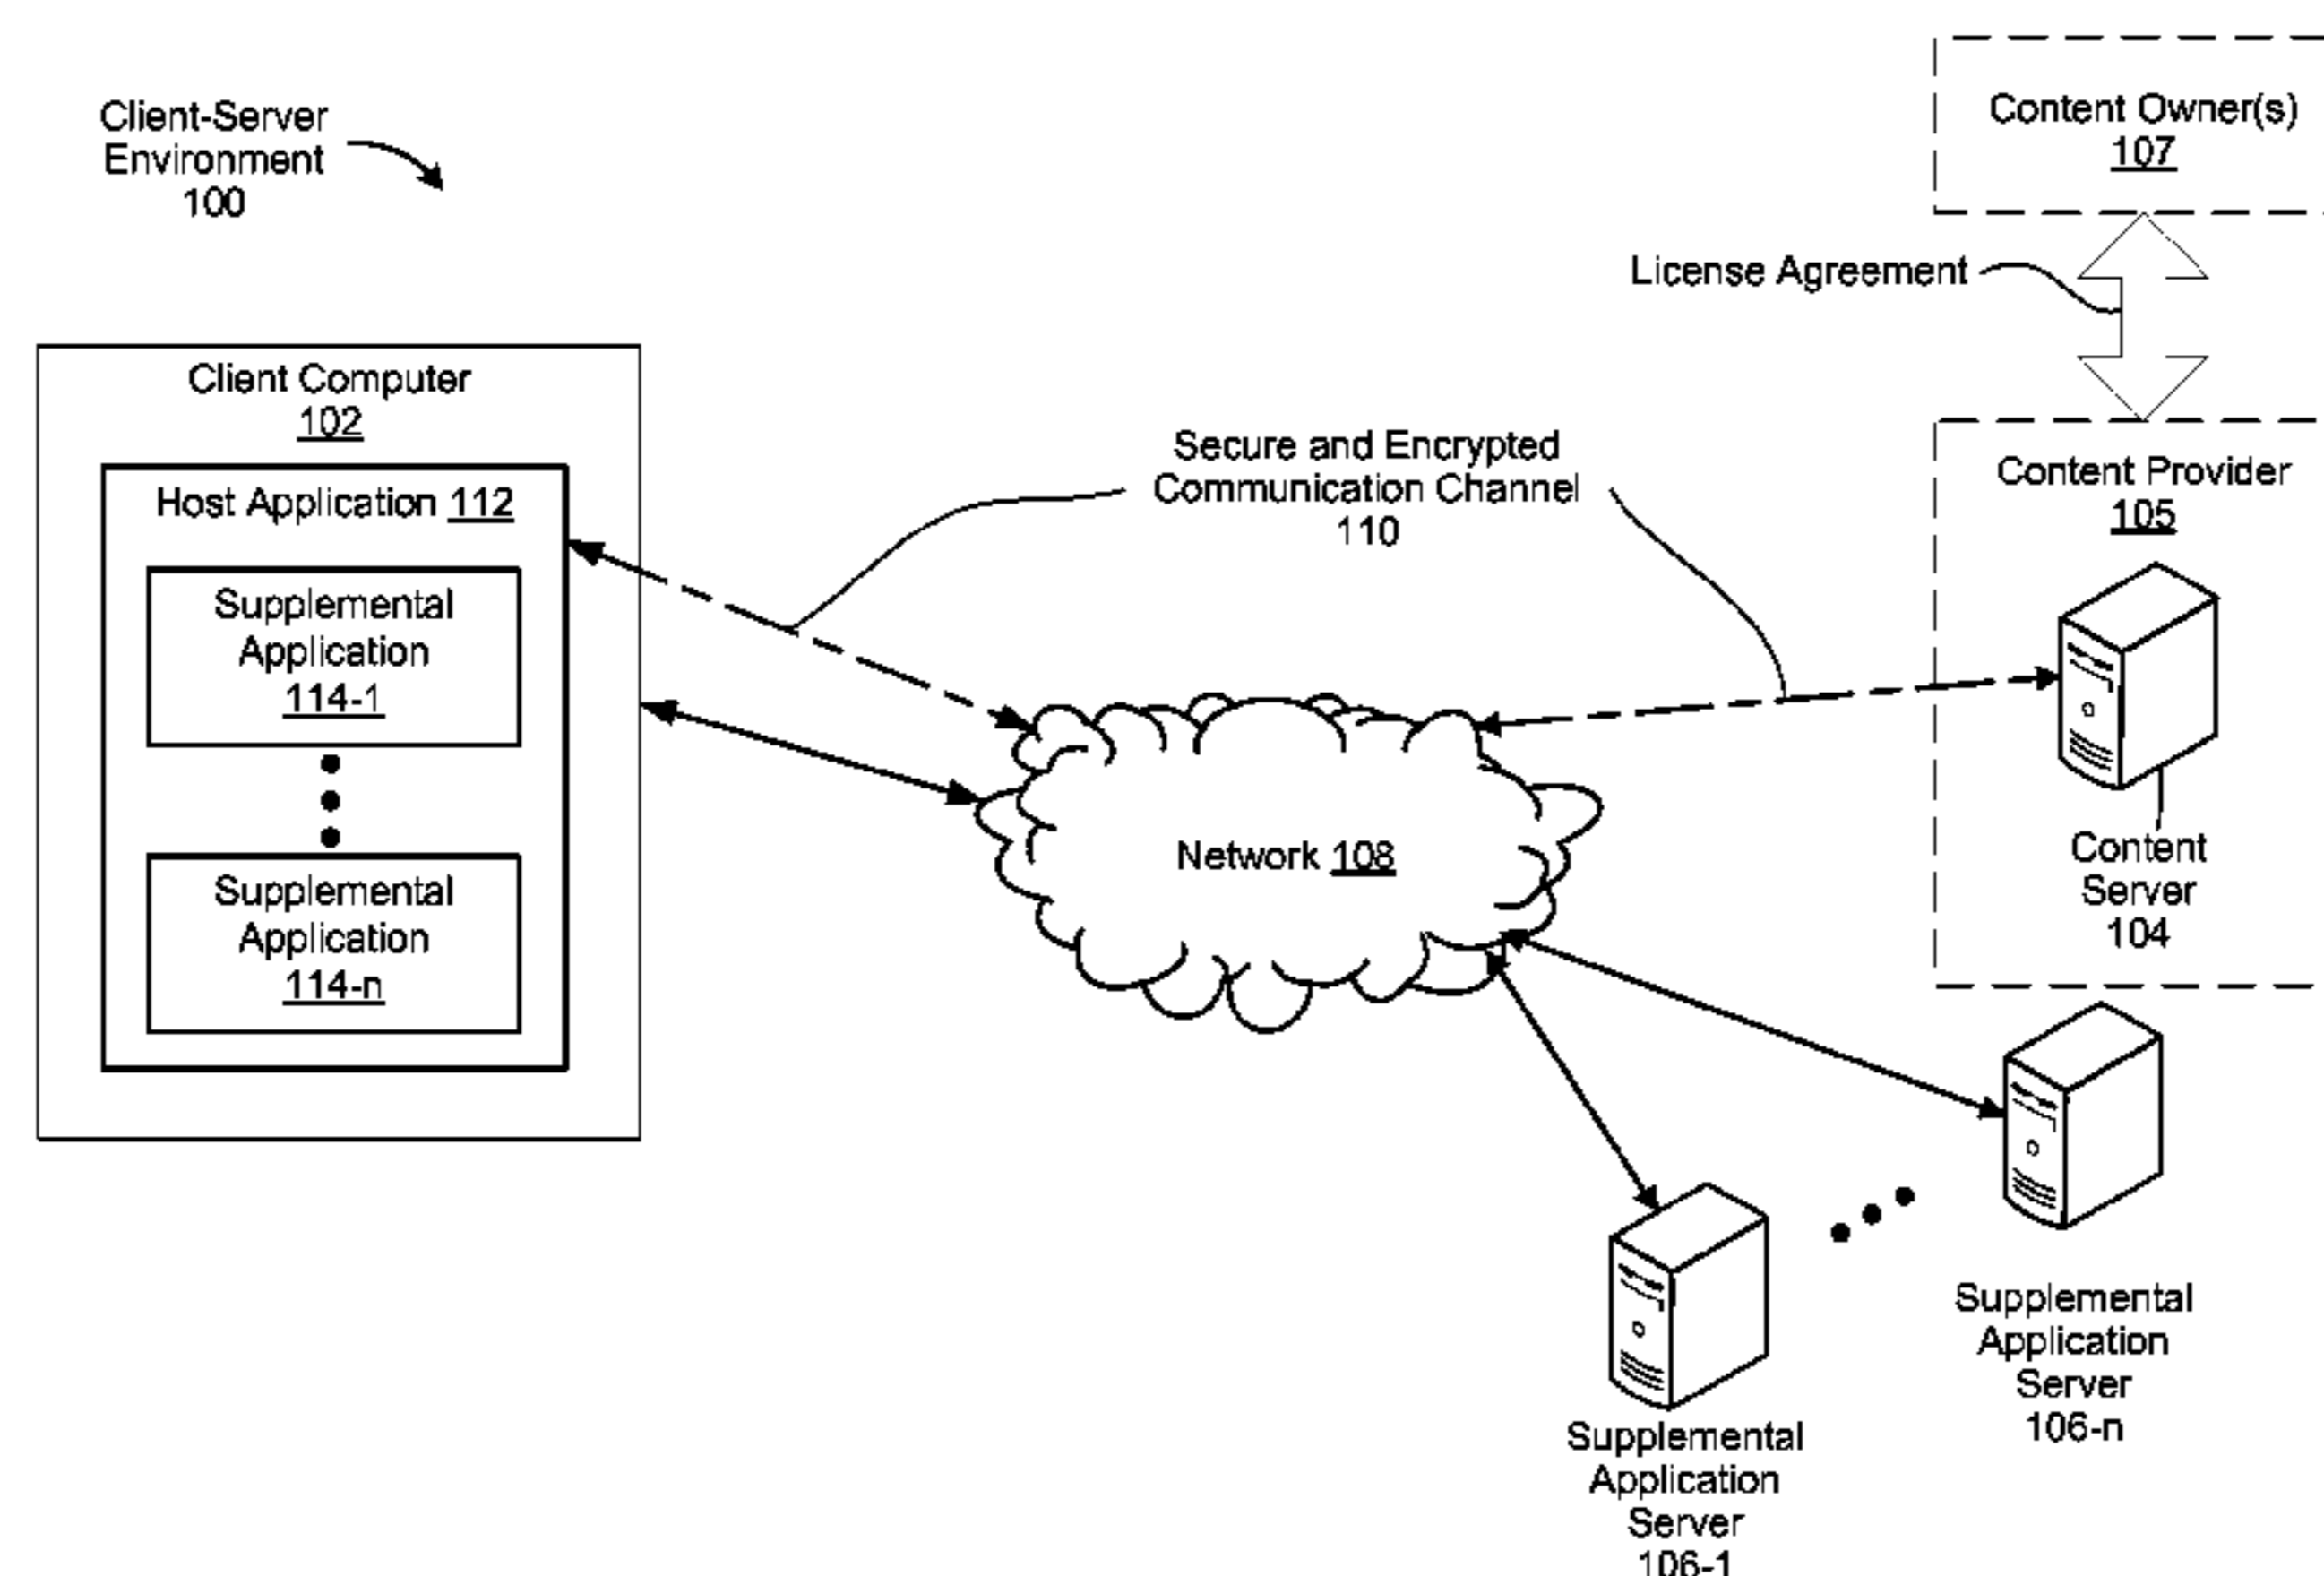 Client-Server
Environment
100
Content Owner(s)
107
License Agreement
Client Computer
102
Host Application 112
Supplemental
Application
114-1
Supplemental
Application
114-n
Secure and Encrypted
Communication Channel
110
Content Provider
105
Content
Server
104
Network 108
Supplemental
Application
Server
106-n
Supplemental
Application
Server
106-1